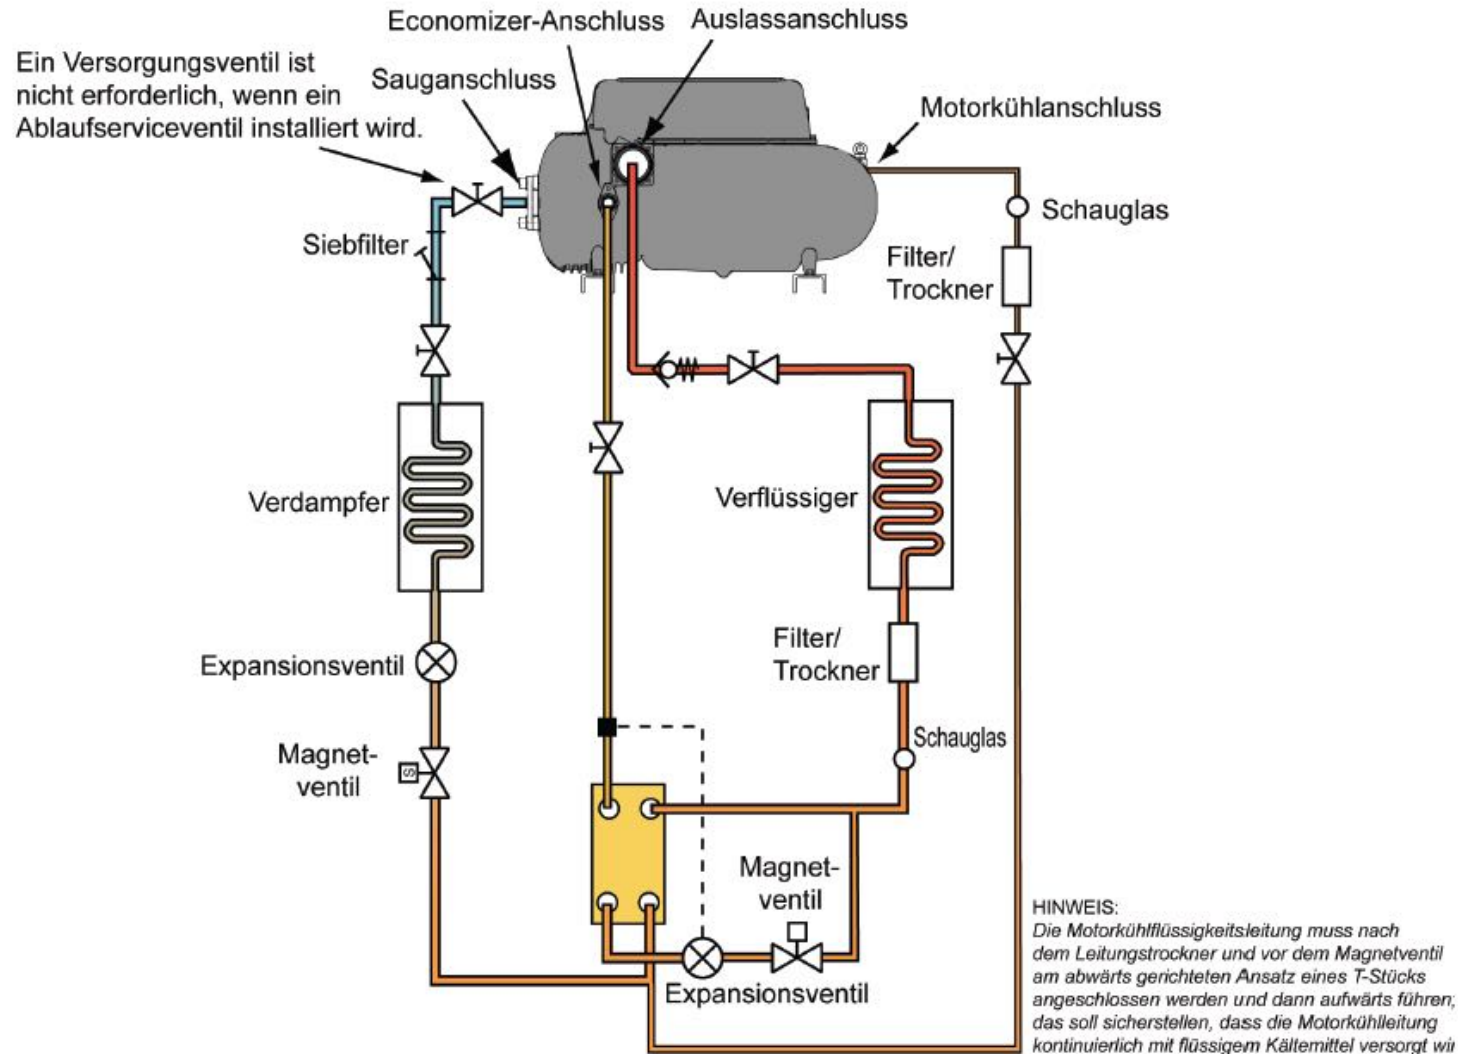 Economizer-Anschluss
Auslassanschluss
Ein Versorgungsventil ist
nicht erforderlich, wenn ein
Ablaufserviceventil installiert wird.
Sauganschluss
Motorkühlanschluss
Schauglas
Siebfilter
Filter/
Trockner
Verdampfer
Verflüssiger
Filter/
Trockner
Expansionsventil
Schauglas
Magnet-
ventil
S
Magnet-
ventil
Expansionsventil
HINWEIS:
Die Motorkühlflüssigkeitsleitung muss nach
dem Leitungstrockner und vor dem Magnetventil
am abwärts gerichteten Ansatz eines T-Stücks
angeschlossen werden und dann aufwärts führen;
das soll sicherstellen, dass die Motorkühlleitung
kontinuierlich mit flüssigem Kältemittel versorgt